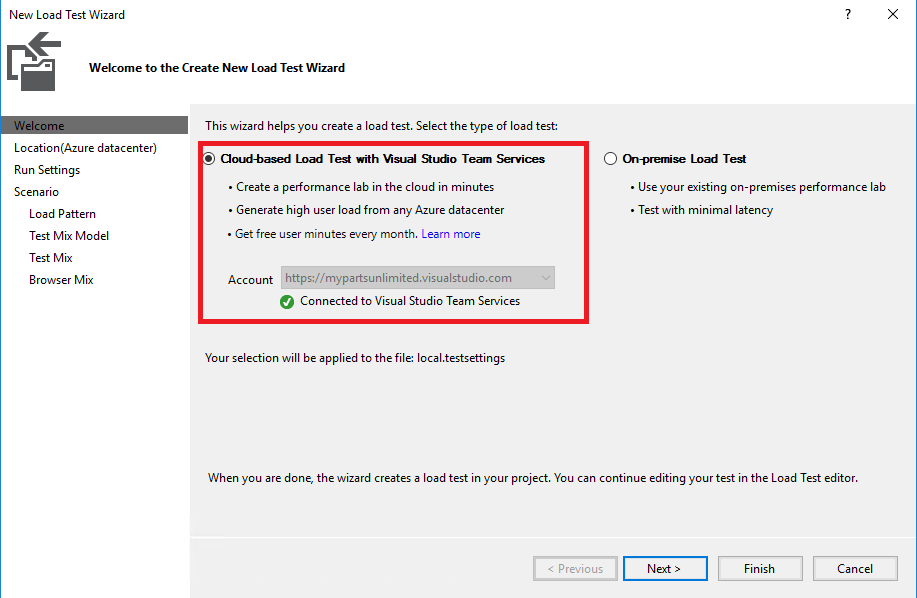 New Load Test Wizard
?
Welcome to the Create New Load Test Wizard
Welcome
Location(Azure datacenter)
Run Settings
Scenario
Load Pattern
Test Mix Model
Test Mix
Browser Mix
This wizard helps you create a load test. Select the type of load test:
Cloud-based Load Test with Visual Studio Team Services
• Create a performance lab in the cloud in minutes
• Generate high user load from any Azure datacenter
• Get free user minutes every month. Learn more
Account https://mypartsunlimited.visualstudio.com
Connected to Visual Studio Team Services
On-premise Load Test
• Use your existing on-premises performance lab
• Test with minimal latency
Your selection will be applied to the file: local.testsettings
When you are done, the wizard creates a load test in your project. You can continue editing your test in the Load Test editor.
< Previous Next > Finish Cancel